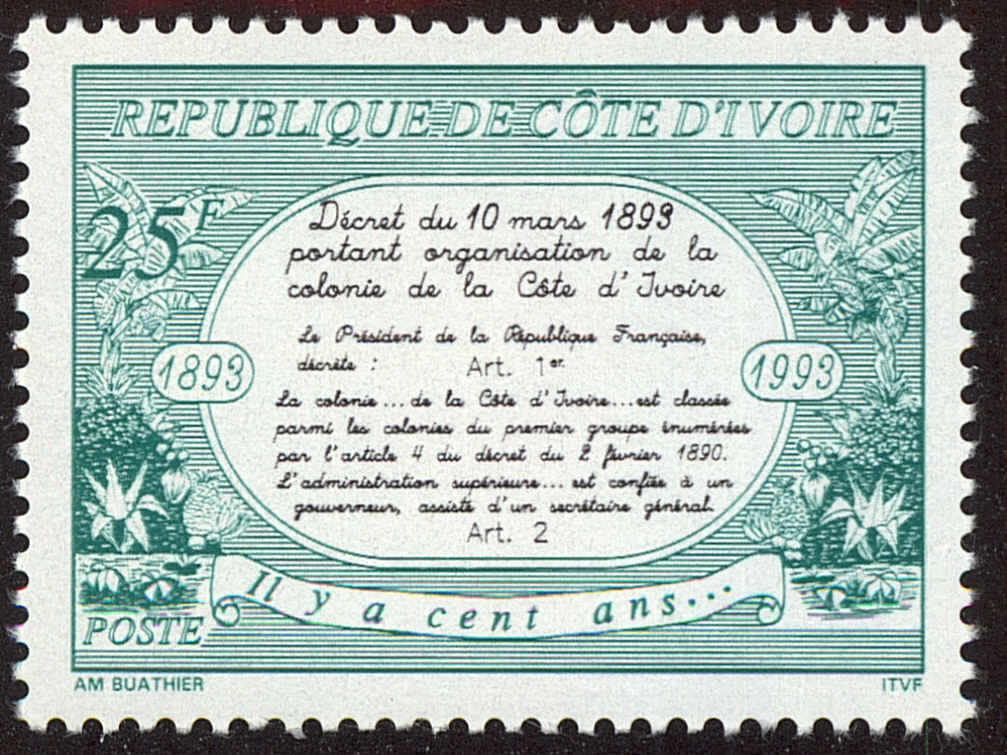 REPUBLIQUE DE CÔTE D'IVOIRE
25F
Décret du 10 mars 1893
portant organisation de la
colonie de la Côte d'Ivoire
Le Président de la République Française,
décrète :
Art. 1er.
1893
1993
La colonie ... de la Côte d'Ivoire ... est classée
parmi les colonies du premier groupe énumérées
par l'article 4 du décret du 2 février 1890.
L'administration supérieure ... est confiée à un
gouverneur, assisté d'un secrétaire général.
Art. 2
Il y a cent ans...
POSTE
AM BUATHIER
ITVF